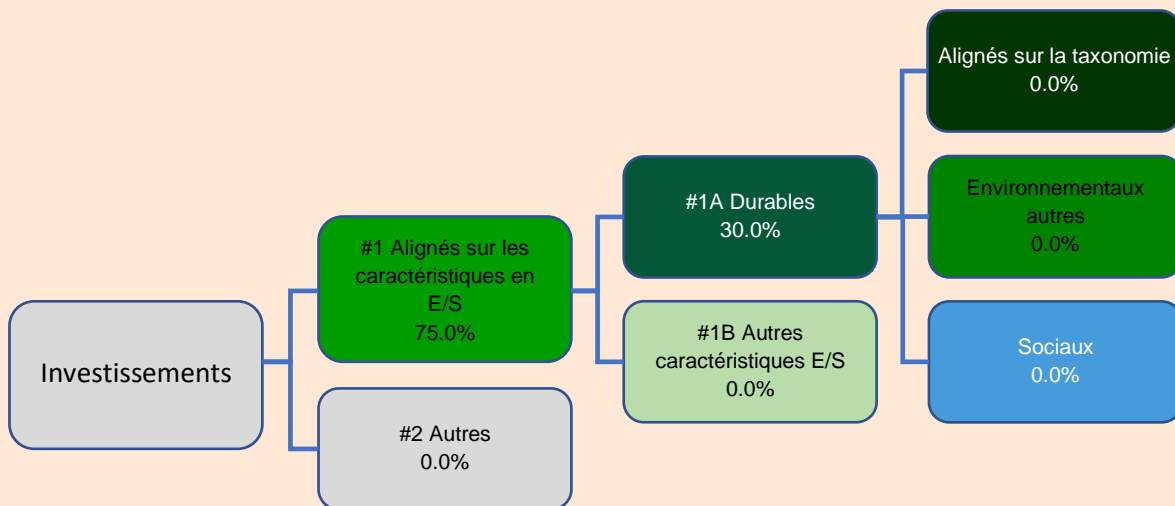 Investissements
#1 Alignés sur les
caractéristiques en
E/S
75.0%
#2 Autres
0.0%
#1A Durables
30.0%
#1B Autres
caractéristiques E/S
0.0%
Alignés sur la taxonomie
0.0%
Environnementaux
autres
0.0%
Sociaux
0.0%